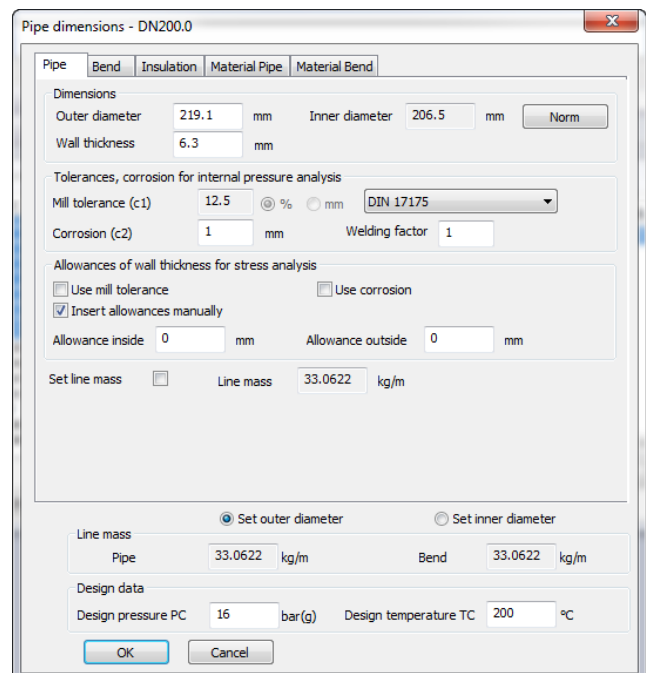 Pipe dimensions - DN200.0
Pipe Bend Insulation Material Pipe Material Bend
Dimensions
Outer diameter 219.1 mm Inner diameter 206.5 mm Norm
Wall thickness 6.3 mm
Tolerances, corrosion for internal pressure analysis
Mill tolerance (c1) 12.5 % mm DIN 17175
Corrosion (c2) 1 mm Welding factor 1
Allowances of wall thickness for stress analysis
Use mill tolerance Use corrosion
Insert allowances manually
Allowance inside 0 mm Allowance outside 0 mm
Set line mass Line mass 33.0622 kg/m
Set outer diameter Set inner diameter
Line mass
Pipe 33.0622 kg/m Bend 33.0622 kg/m
Design data
Design pressure PC 16 bar(g) Design temperature TC 200 ºC
OK Cancel